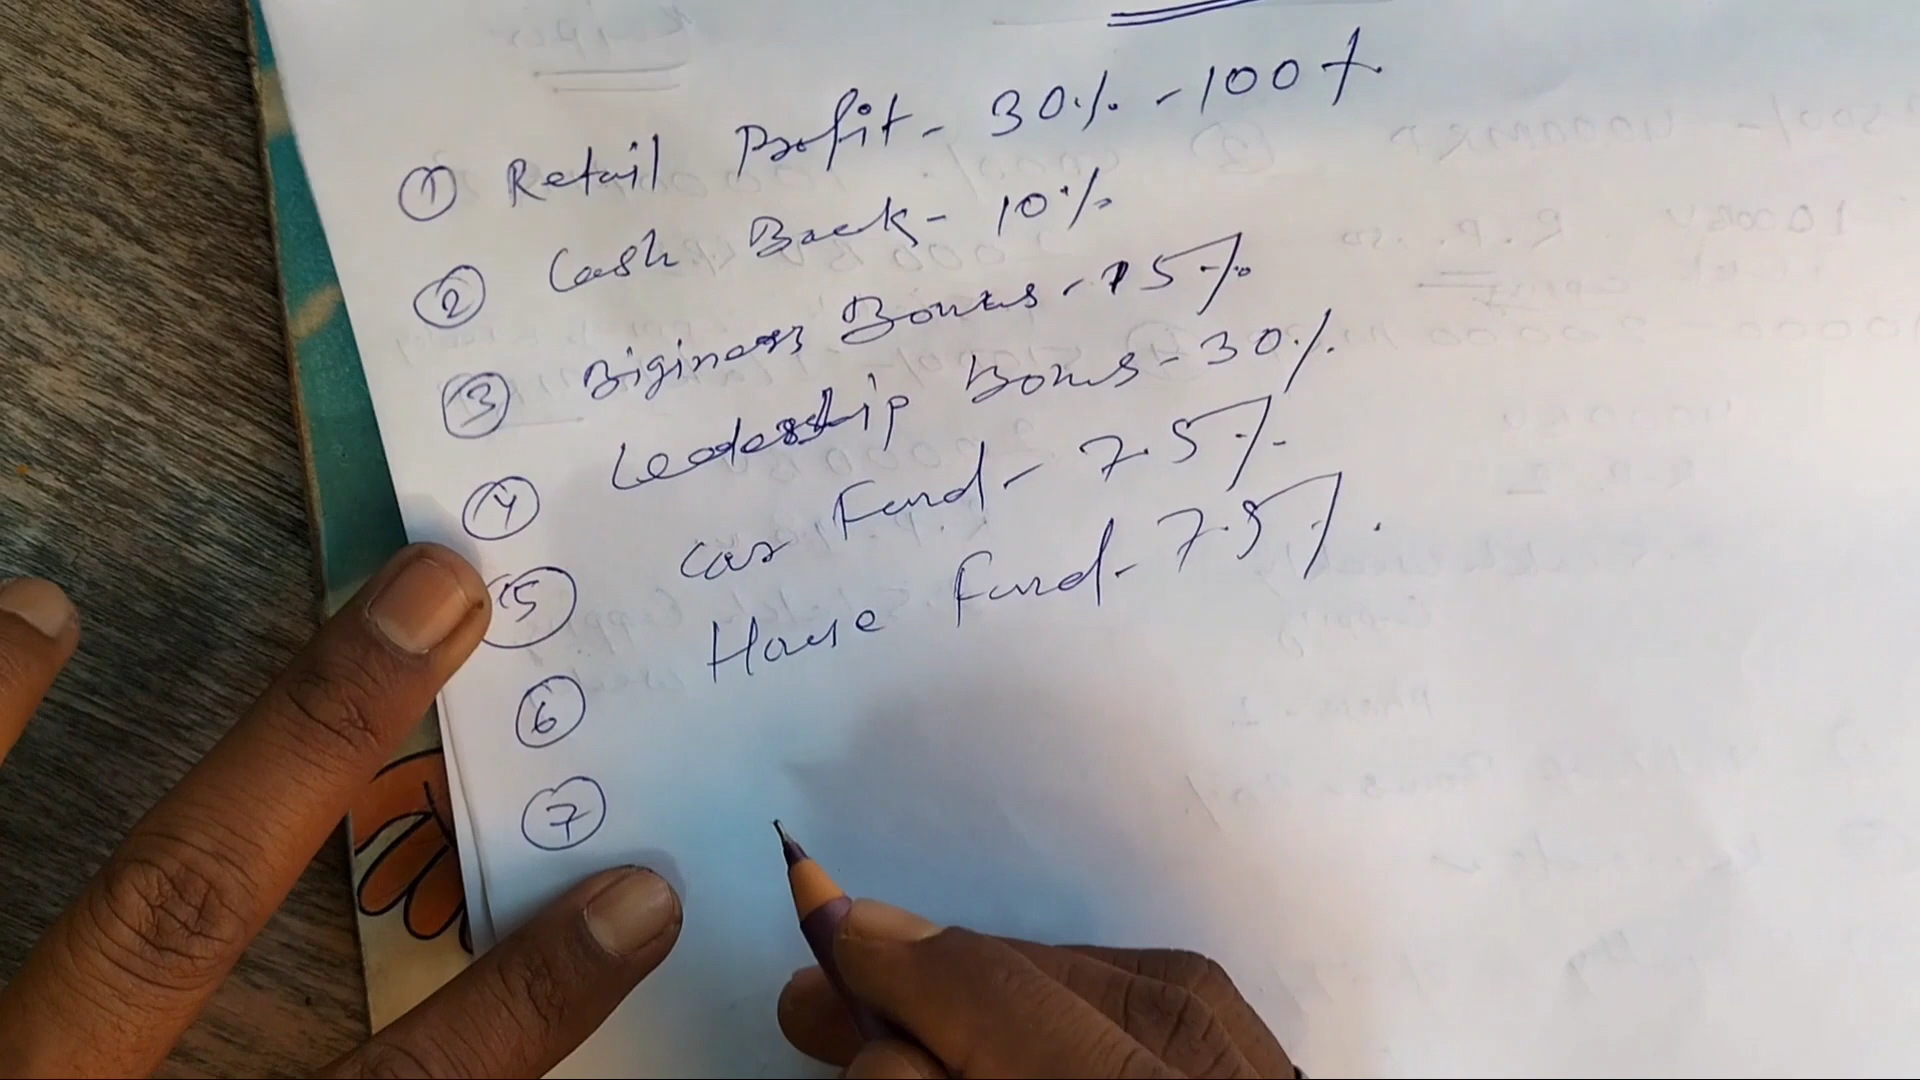 ① Retail Profit - 30% - 100%
② Cash Back - 10%
③ Biginess Bonus - 15%
④ Leadership Bonus - 30%
⑤ Car Fund - 7.5%
⑥ House Fund - 7.5%.
⑦